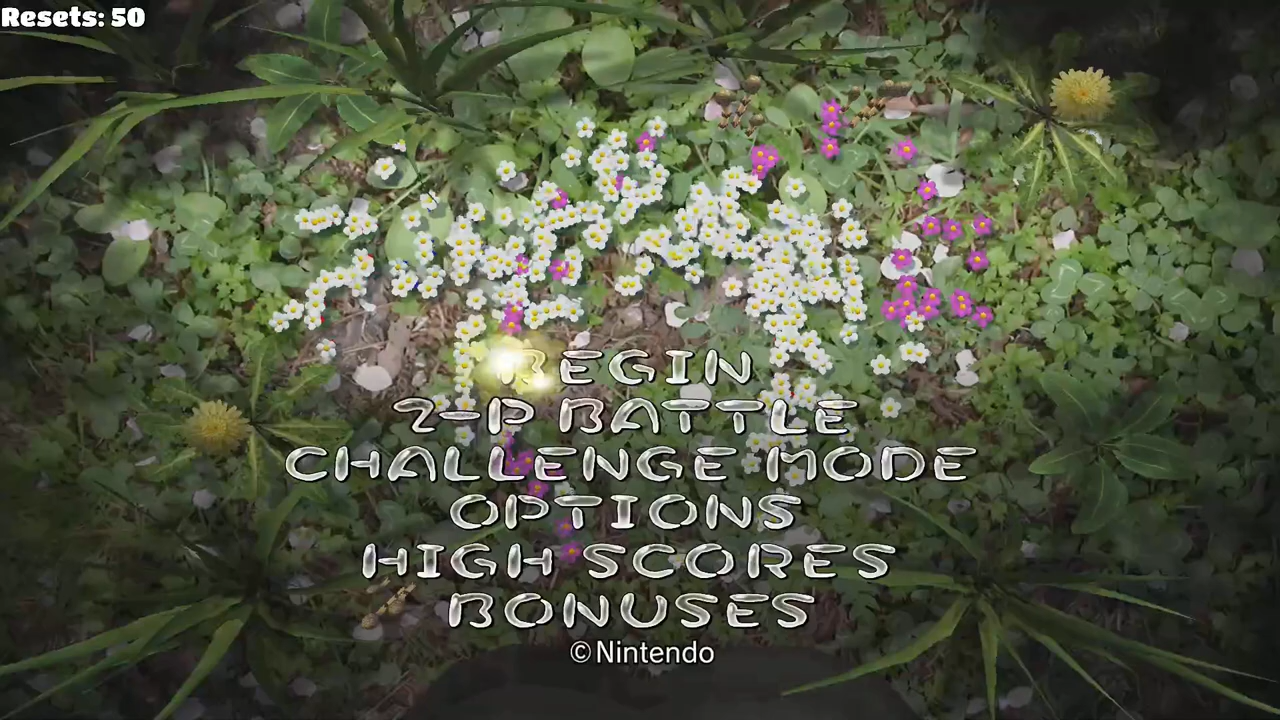 Resets: 50
BEGIN
2-P BATTLE
CHALLENGE MODE
OPTIONS
HIGH SCORES
BONUSES
© Nintendo